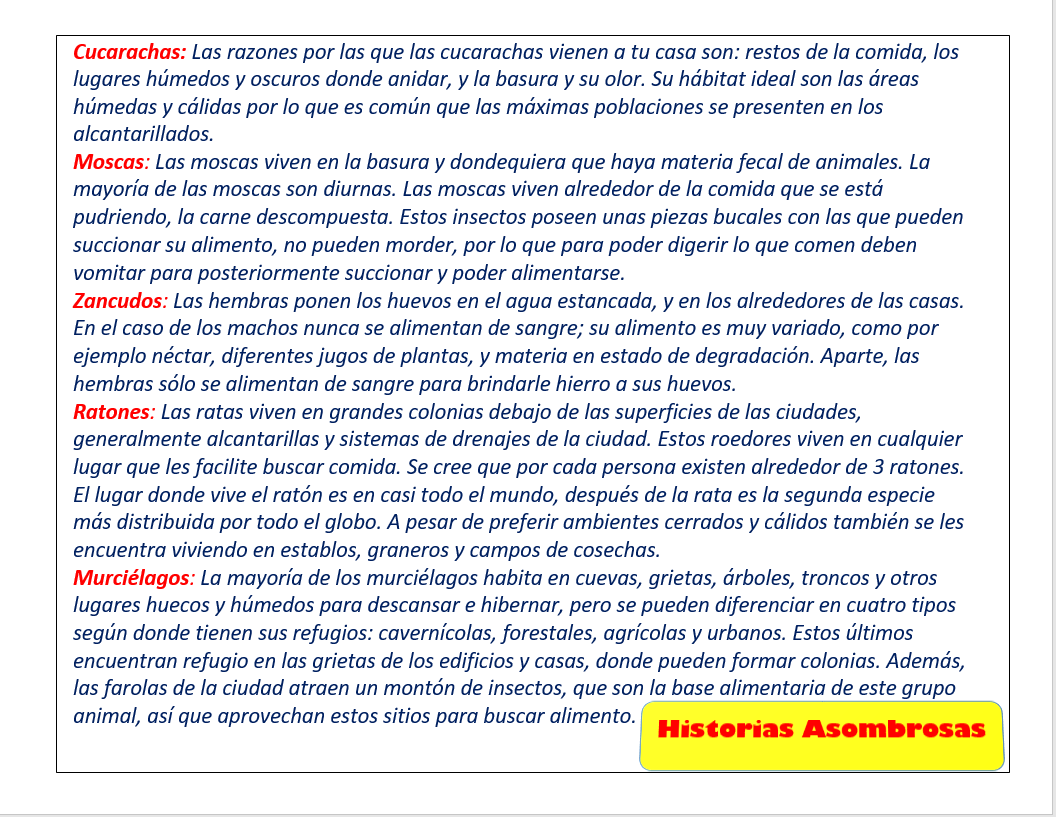 Cucarachas: Las razones por las que las cucarachas vienen a tu casa son: restos de la comida, los
lugares húmedos y oscuros donde anidar, y la basura y su olor. Su hábitat ideal son las áreas
húmedas y cálidas por lo que es común que las máximas poblaciones se presenten en los
alcantarillados.
Moscas: Las moscas viven en la basura y dondequiera que haya materia fecal de animales. La
mayoría de las moscas son diurnas. Las moscas viven alrededor de la comida que se está
pudriendo, la carne descompuesta. Estos insectos poseen unas piezas bucales con las que pueden
succionar su alimento, no pueden morder, por lo que para poder digerir lo que comen deben
vomitar para posteriormente succionar y poder alimentarse.
Zancudos: Las hembras ponen los huevos en el agua estancada, y en los alrededores de las casas.
En el caso de los machos nunca se alimentan de sangre; su alimento es muy variado, como por
ejemplo néctar, diferentes jugos de plantas, y materia en estado de degradación. Aparte, las
hembras sólo se alimentan de sangre para brindarle hierro a sus huevos.
Ratones: Las ratas viven en grandes colonias debajo de las superficies de las ciudades,
generalmente alcantarillas y sistemas de drenajes de la ciudad. Estos roedores viven en cualquier
lugar que les facilite buscar comida. Se cree que por cada persona existen alrededor de 3 ratones.
El lugar donde vive el ratón es en casi todo el mundo, después de la rata es la segunda especie
más distribuida por todo el globo. A pesar de preferir ambientes cerrados y cálidos también se les
encuentra viviendo en establos, graneros y campos de cosechas.
Murciélagos: La mayoría de los murciélagos habita en cuevas, grietas, árboles, troncos y otros
lugares huecos y húmedos para descansar e hibernar, pero se pueden diferenciar en cuatro tipos
según donde tienen sus refugios: cavernícolas, forestales, agrícolas y urbanos. Estos últimos
encuentran refugio en las grietas de los edificios y casas, donde pueden formar colonias. Además,
las farolas de la ciudad atraen un montón de insectos, que son la base alimentaria de este grupo
animal, así que aprovechan estos sitios para buscar alimento.
Historias Asombrosas